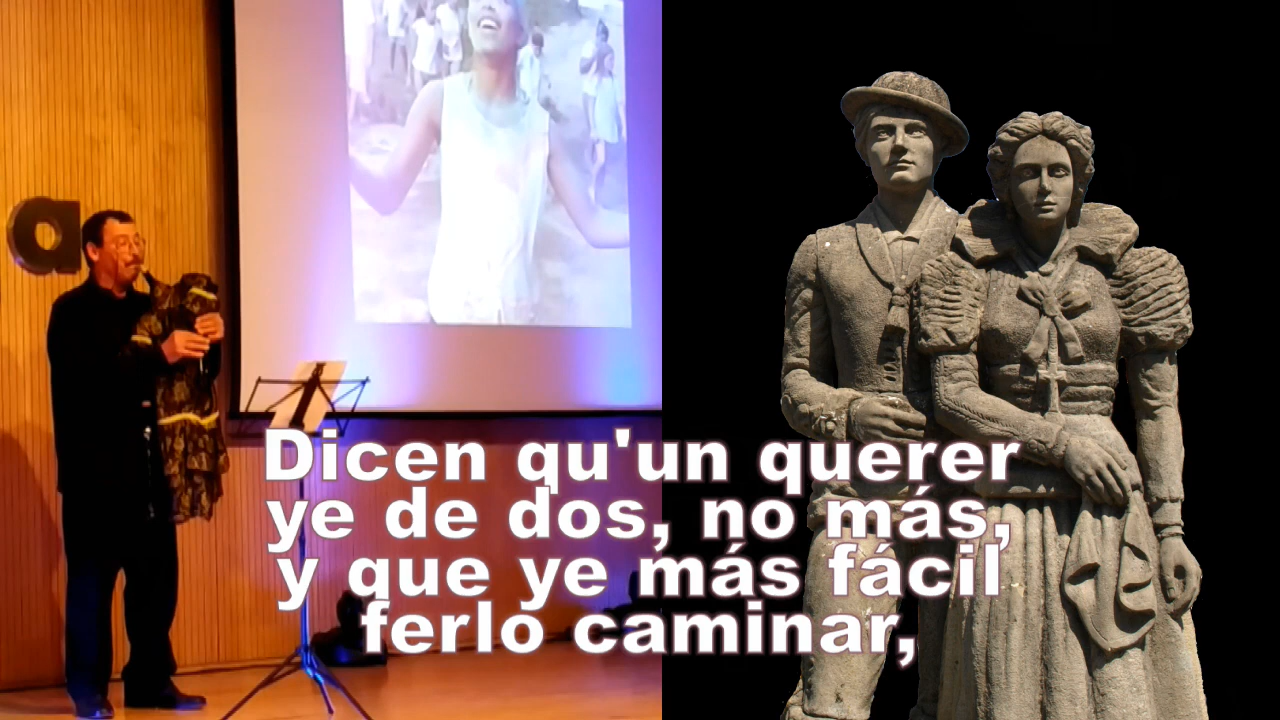 a
Dicen qu'un querer
ye de dos, no más,
y que ye más fácil
ferlo caminar,